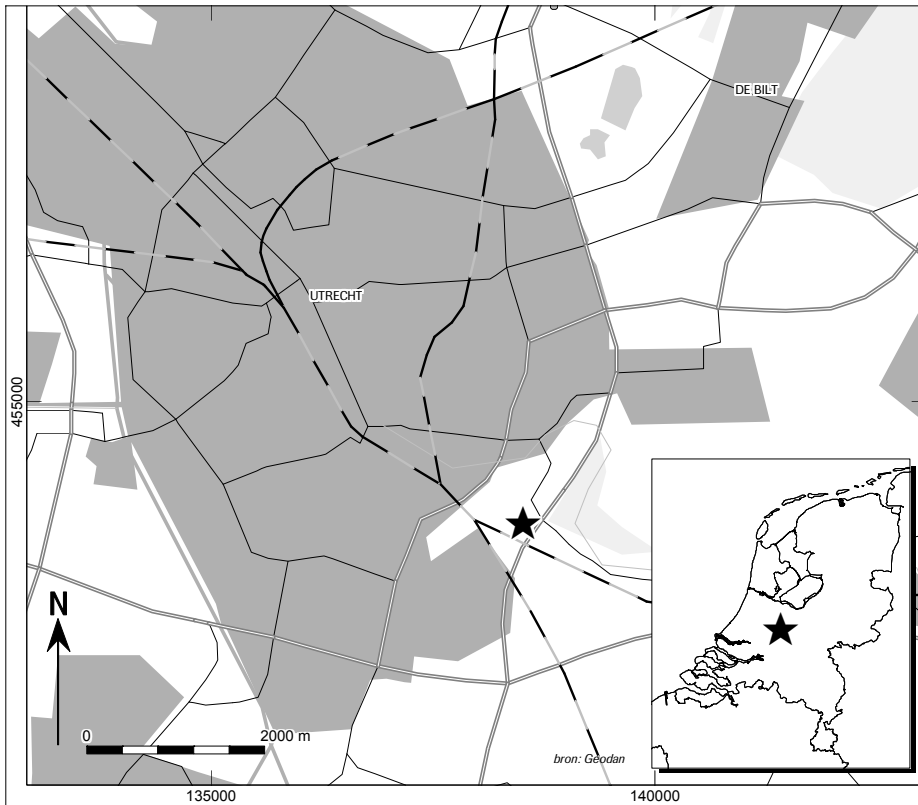 DE BILT
UTRECHT
455000
N
0 2000 m
bron: Geodan
135000 140000